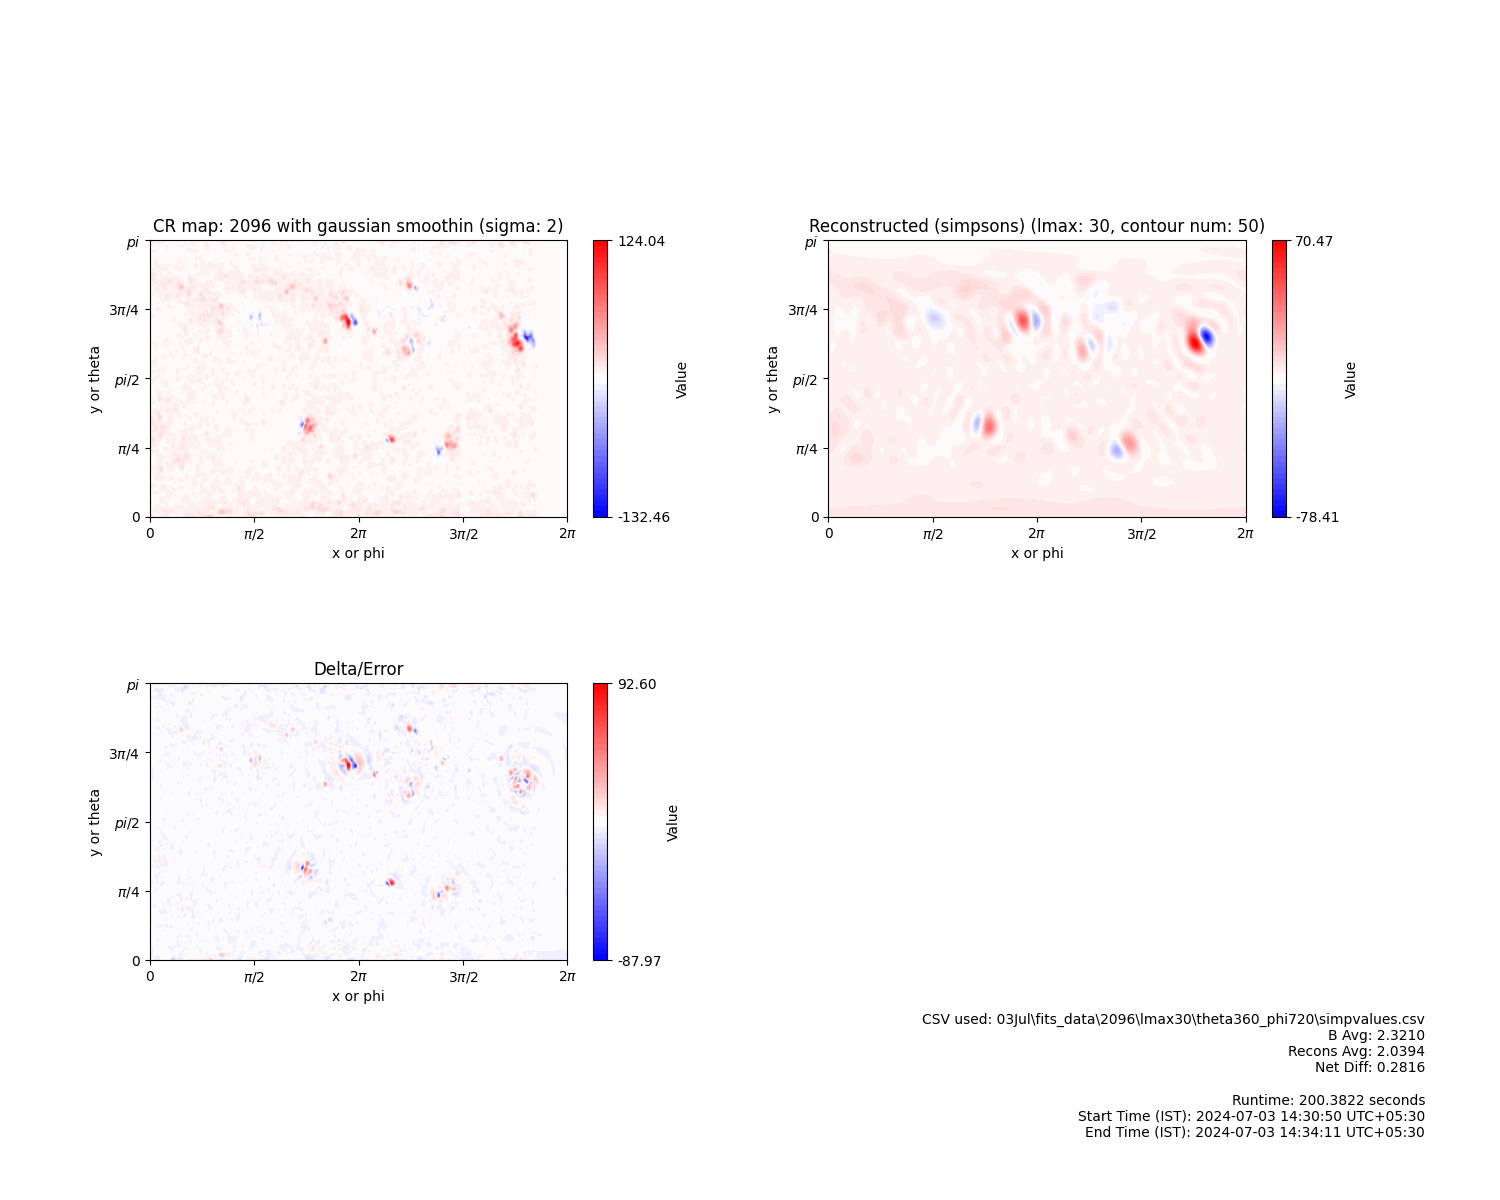 CR map: 2096 with gaussian smoothin (sigma: 2)
pi
3π/4
pi/2
π/4
0
y or theta
0
π/2
2π
3π/2
2π
x or phi
124.04
-132.46
Value
Reconstructed (simpsons) (lmax: 30, contour num: 50)
pi
3π/4
pi/2
π/4
0
y or theta
0
π/2
2π
3π/2
2π
x or phi
70.47
-78.41
Value
Delta/Error
pi
3π/4
pi/2
π/4
0
y or theta
0
π/2
2π
3π/2
2π
x or phi
92.60
-87.97
Value
CSV used: 03Jul\fits_data\2096\lmax30\theta360_phi720\simpvalues.csv
B Avg: 2.3210
Recons Avg: 2.0394
Net Diff: 0.2816
Runtime: 200.3822 seconds
Start Time (IST): 2024-07-03 14:30:50 UTC+05:30
End Time (IST): 2024-07-03 14:34:11 UTC+05:30